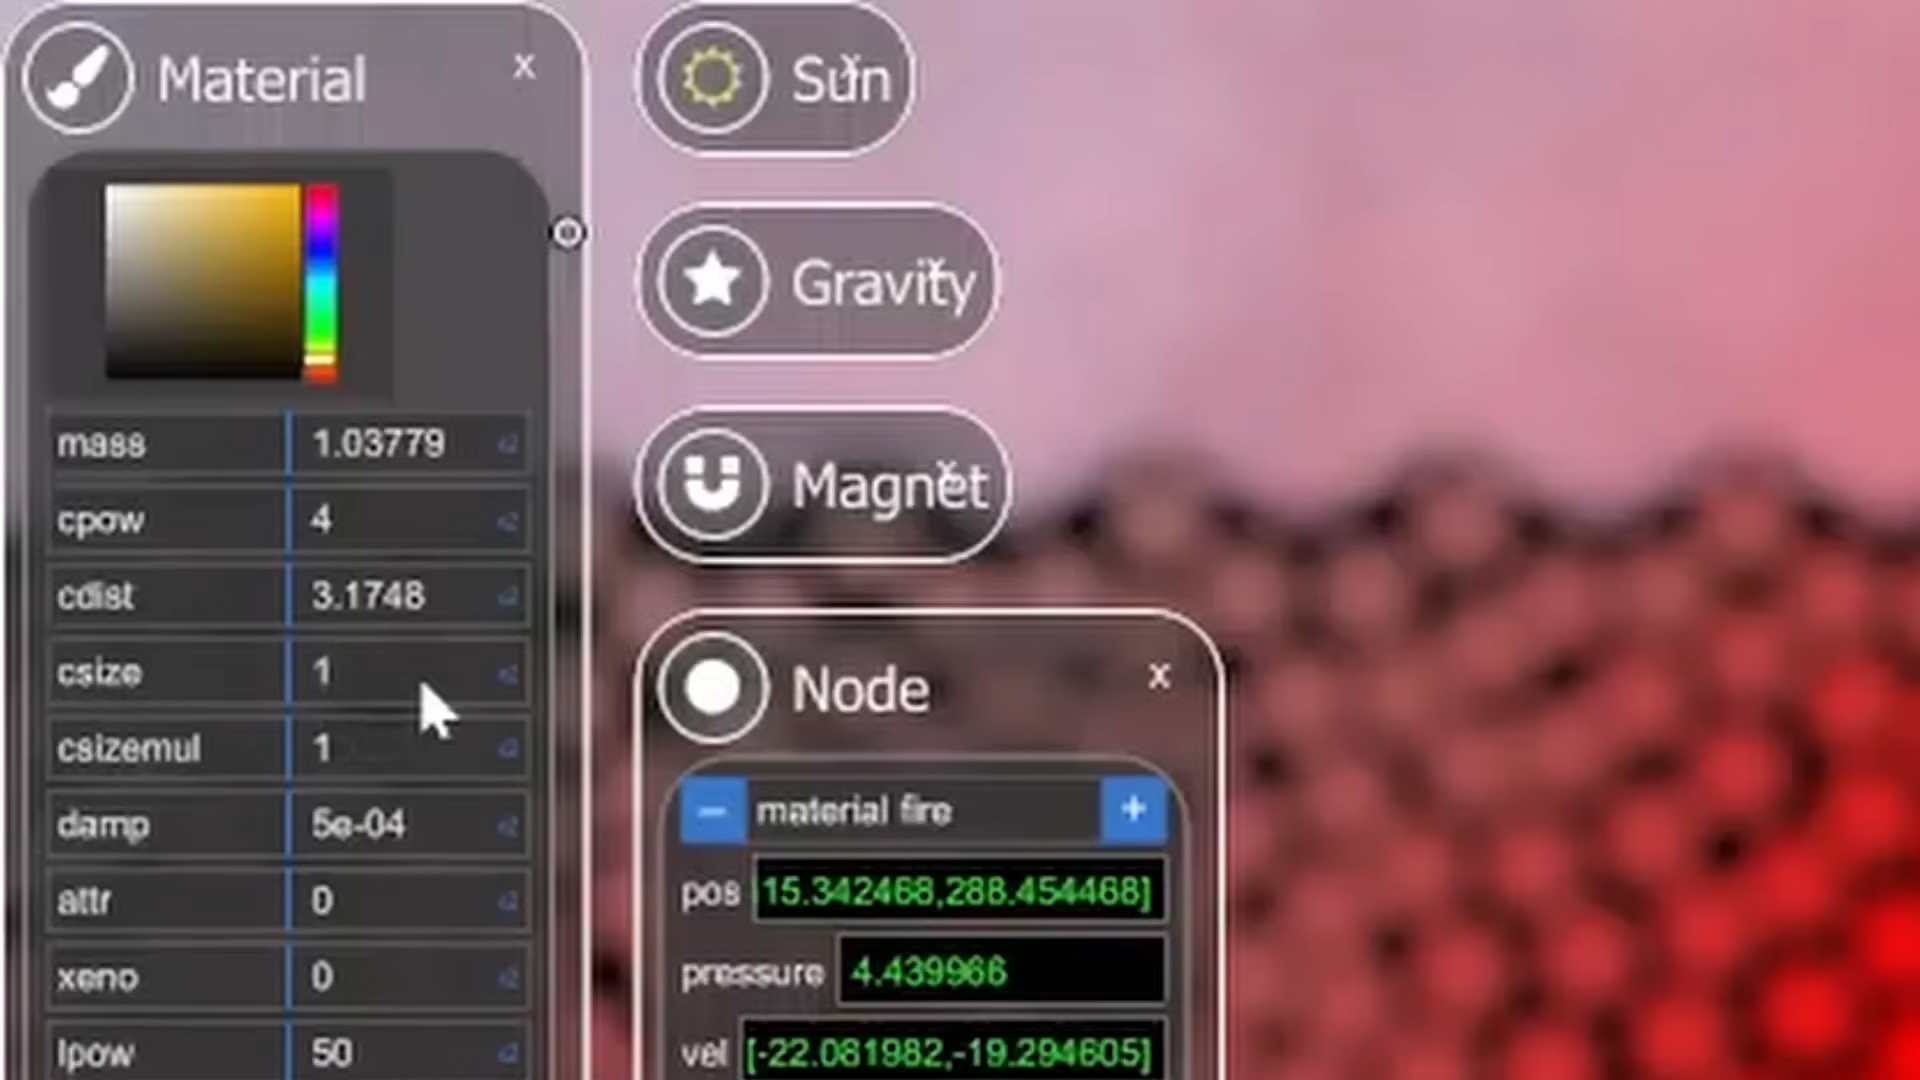 Material x
mass 1.03779
cpow 4
cdist 3.1748
csize 1
csizemul 1
damp 5e-04
attr 0
xeno 0
lpow 50
Sun x
Gravity x
Magnet x
Node x
– material fire +
pos 15.342468,288.454468]
pressure 4.439966
vel [-22.081982,-19.294605]